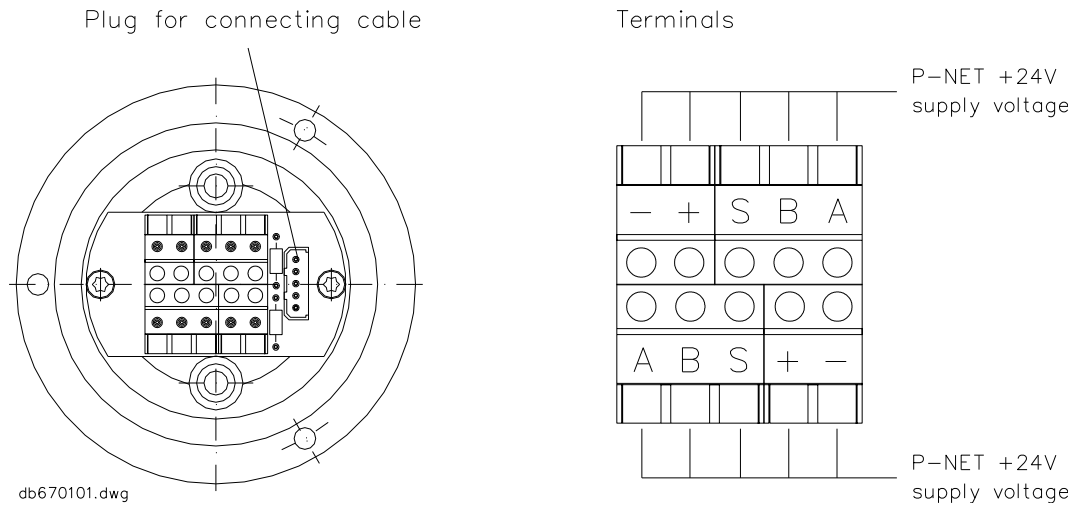 Plug for connecting cable
Terminals
P-NET +24V
supply voltage
- + S B A
A B S + -
P-NET +24V
supply voltage
db670101.dwg